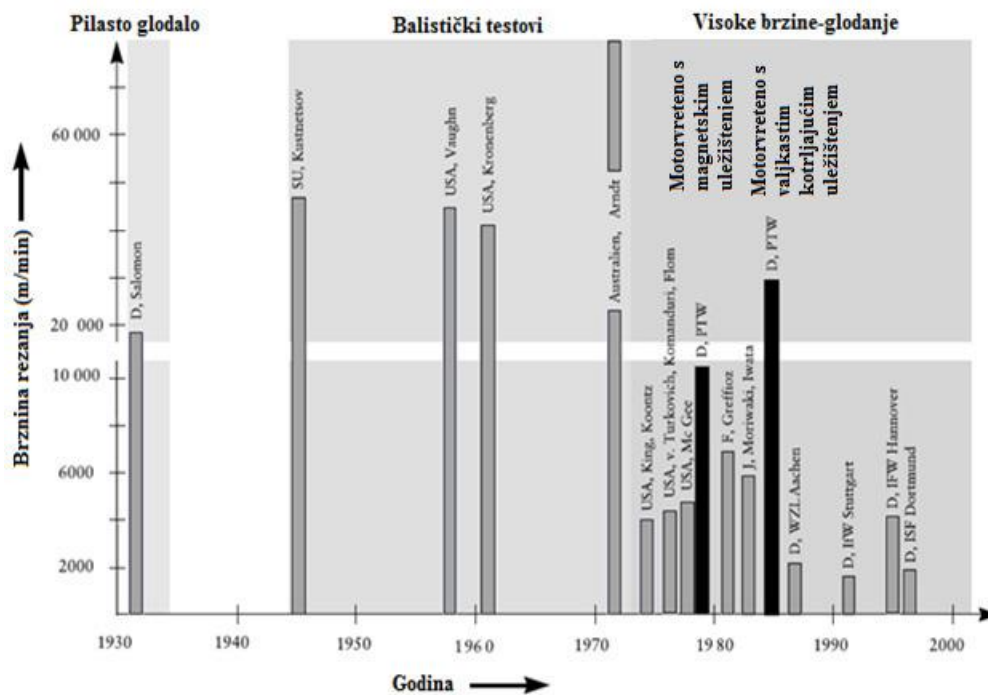 Pilasto glodalo
Balistički testovi
Visoke brzine-glodanje
Motorvreteno s
magnetskim
uležištenjem
Motorvreteno s
valjkastim
kotrljajućim
uležištenjem
Brznina rezanja (m/min)
60 000
20 000
10 000
6000
2000
D, Salomon
SU, Kustnetsov
USA, Vaughn
USA, Kronenberg
Australien, Arndt
USA, King, Koontz
USA, v. Turkovich, Komanduri, Flom
USA, Mc Gee
D, PTW
F, Greffioz
J, Moriwaki, Iwata
D, PTW
D, WZL Aachen
D, IfW Stuttgart
D, IFW Hannover
D, ISF Dortmund
1930 1940 1950 1960 1970 1980 1990 2000
Godina